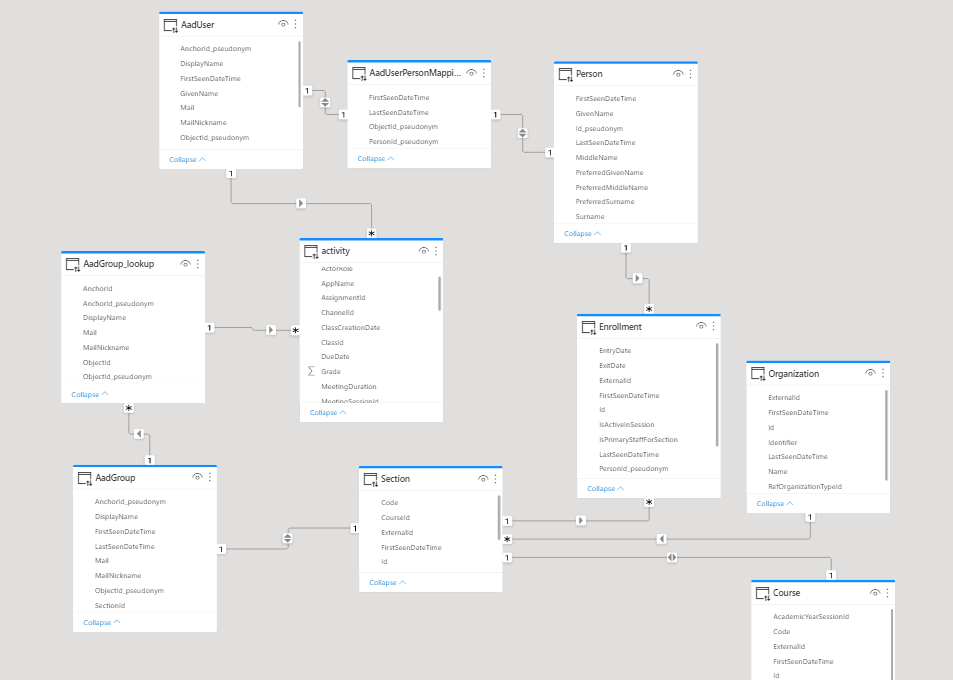 AadUser
AnchorId_pseudonym
DisplayName
FirstSeenDateTime
GivenName
Mail
MailNickname
ObjectId_pseudonym
Collapse
AadUserPersonMappi...
FirstSeenDateTime
LastSeenDateTime
ObjectId_pseudonym
PersonId_pseudonym
Collapse
Person
FirstSeenDateTime
GivenName
Id_pseudonym
LastSeenDateTime
MiddleName
PreferredGivenName
PreferredMiddleName
PreferredSurname
Surname
Collapse
1
1
1
1
1
*
1
*
AadGroup_lookup
AnchorId
AnchorId_pseudonym
DisplayName
Mail
MailNickname
ObjectId
ObjectId_pseudonym
Collapse
1
*
activity
ActorRole
AppName
AssignmentId
ChannelId
ClassCreationDate
ClassId
DueDate
∑ Grade
MeetingDuration
MeetingSessionId
Collapse
Enrollment
EntryDate
ExitDate
ExternalId
FirstSeenDateTime
Id
IsActiveInSession
IsPrimaryStaffForSection
LastSeenDateTime
PersonId_pseudonym
Collapse
Organization
ExternalId
FirstSeenDateTime
Id
Identifier
LastSeenDateTime
Name
RefOrganizationTypeId
Collapse
*
1
AadGroup
AnchorId_pseudonym
DisplayName
FirstSeenDateTime
LastSeenDateTime
Mail
MailNickname
ObjectId_pseudonym
SectionId
Collapse
1
1
Section
Code
CourseId
ExternalId
FirstSeenDateTime
Id
Collapse
*
1
1
*
1
1
Course
AcademicYearSessionId
Code
ExternalId
FirstSeenDateTime
Id